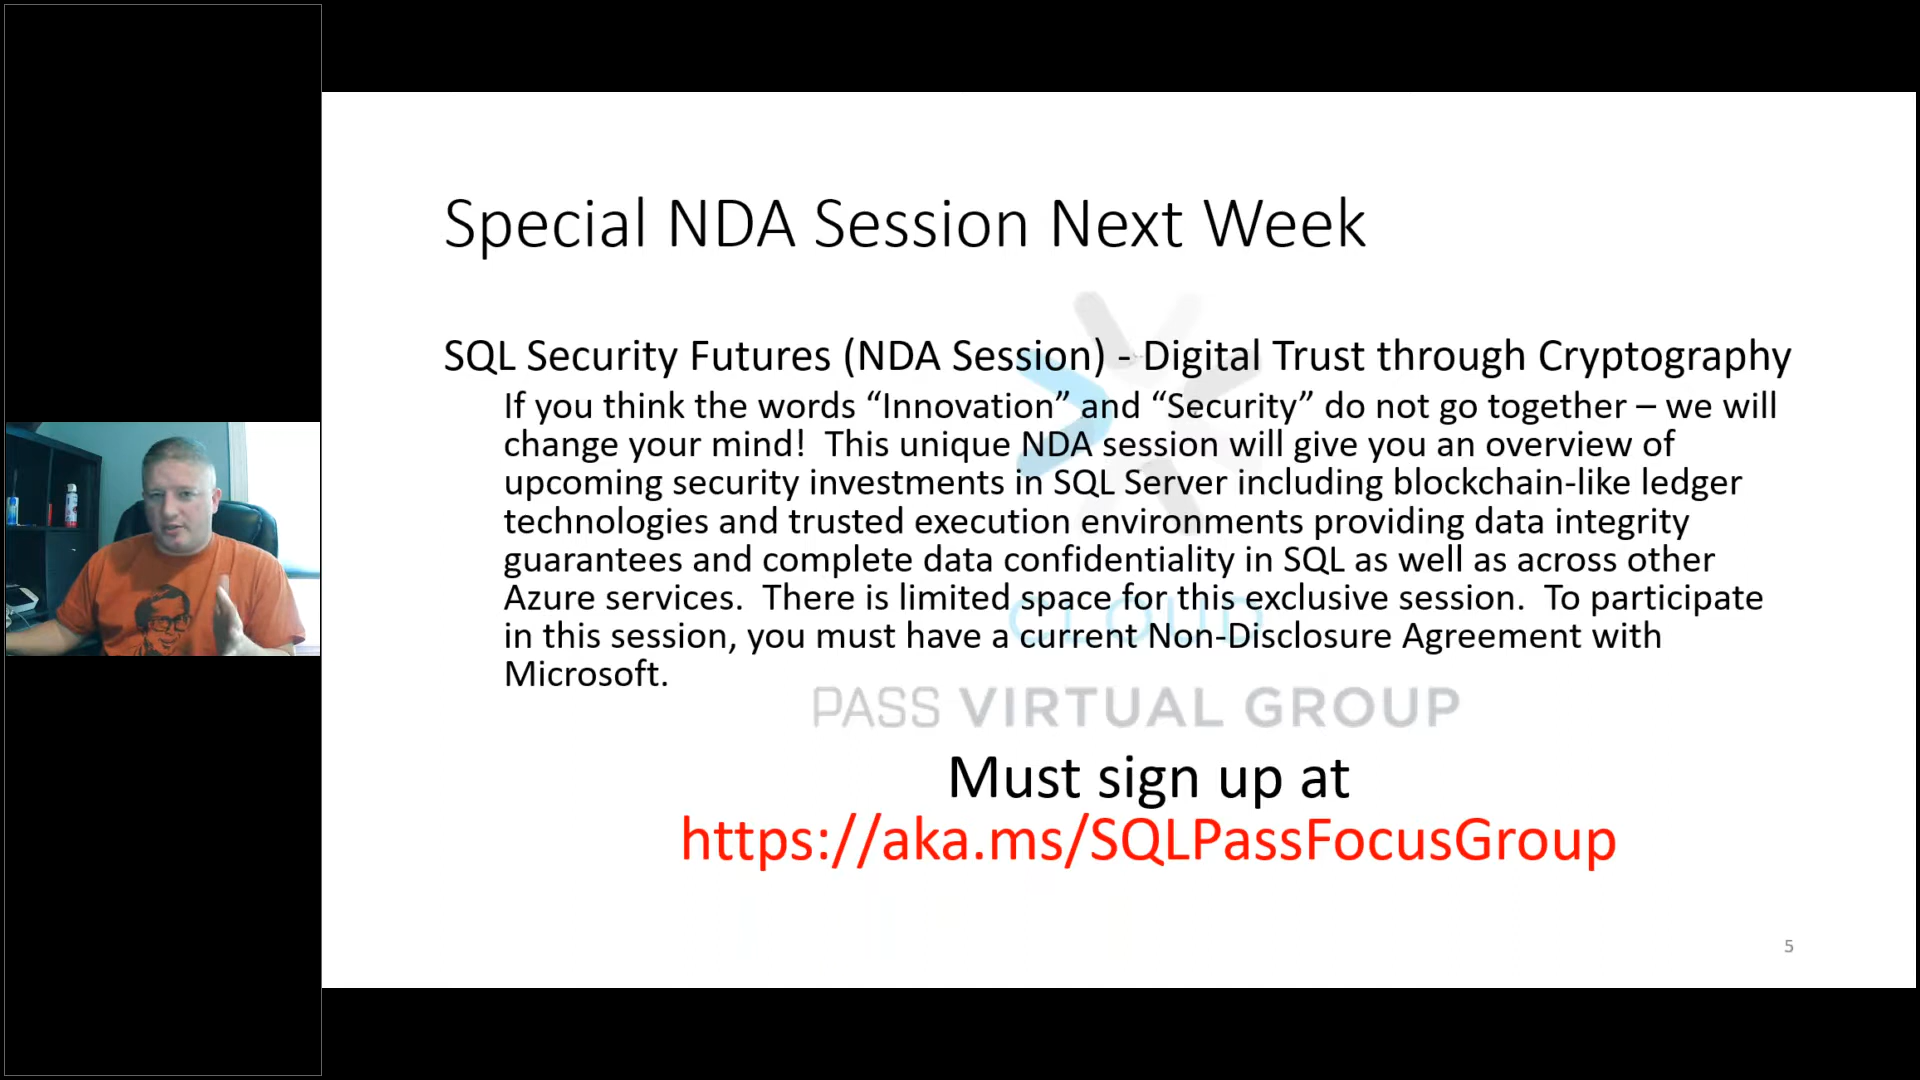 Special NDA Session Next Week
SQL Security Futures (NDA Session) - Digital Trust through Cryptography
If you think the words “Innovation” and “Security” do not go together – we will
change your mind!  This unique NDA session will give you an overview of
upcoming security investments in SQL Server including blockchain-like ledger
technologies and trusted execution environments providing data integrity
guarantees and complete data confidentiality in SQL as well as across other
Azure services.  There is limited space for this exclusive session.  To participate
CLOUD
in this session, you must have a current Non-Disclosure Agreement with
Microsoft.
PASS VIRTUAL GROUP
Must sign up at
https://aka.ms/SQLPassFocusGroup
5